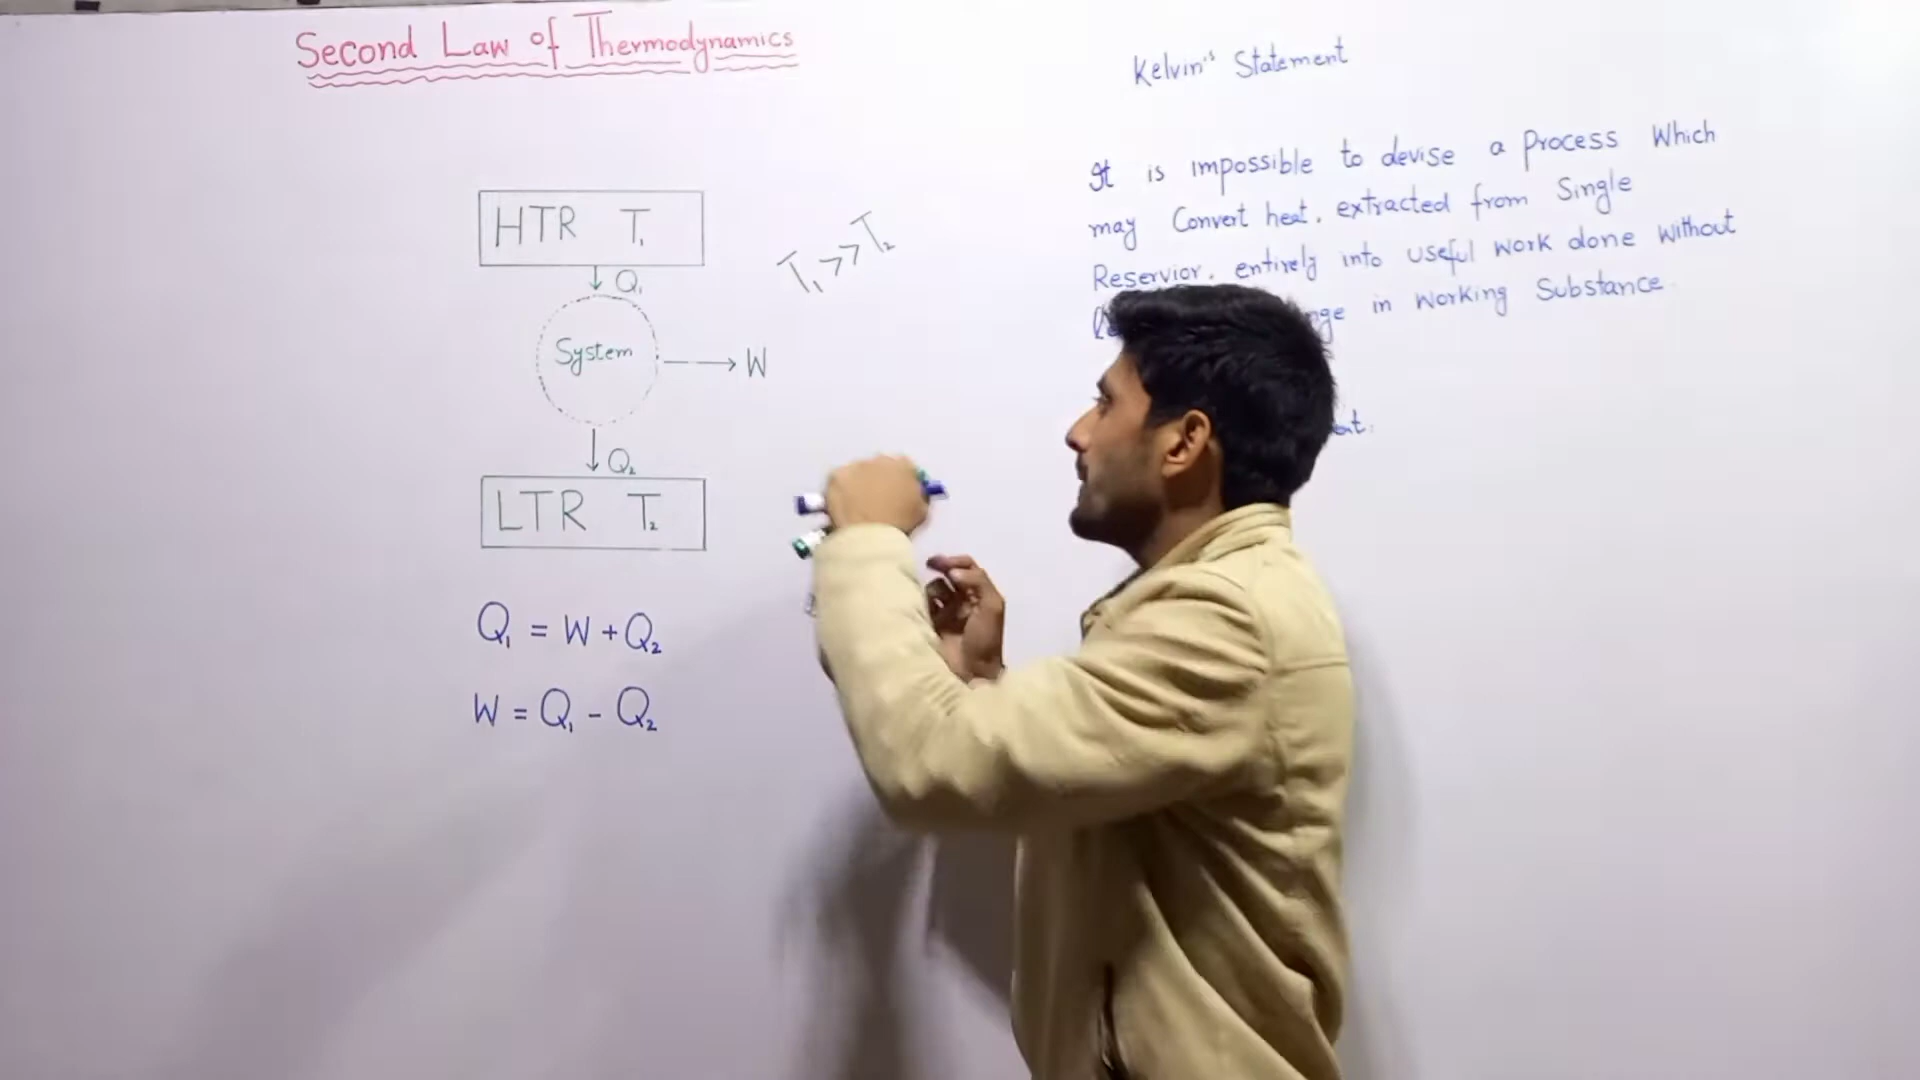 Second Law of Thermodynamics
HTR T₁
Q₁
T₁ >> T₂
System
W
Q₂
LTR T₂
Q₁ = W + Q₂
W = Q₁ - Q₂
Kelvin's Statement
It is impossible to devise a Process Which
may Convert heat, extracted from Single
Reservior, entirely into useful work done without
in Working Substance.